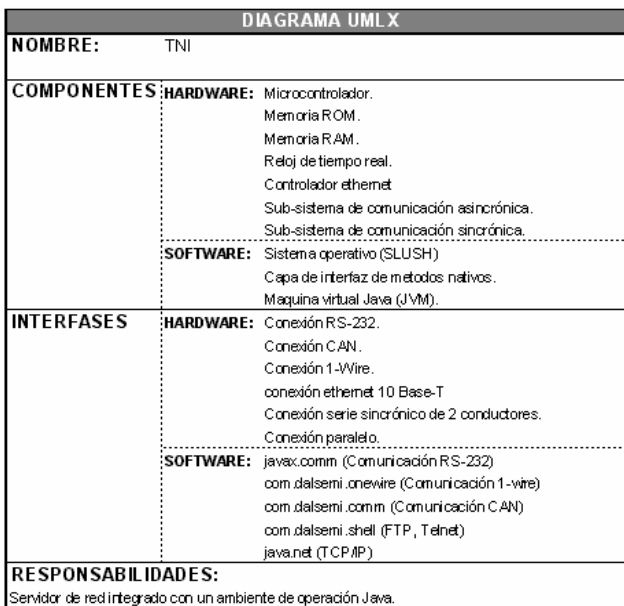 DIAGRAMA UMLX
NOMBRE: TNI
COMPONENTES HARDWARE: Microcontrolador.
Memoria ROM.
Memoria RAM.
Reloj de tiempo real.
Controlador ethernet
Sub-sistema de comunicación asincrónica.
Sub-sistema de comunicación sincrónica.
SOFTWARE: Sistema operativo (SLUSH)
Capa de interfaz de metodos nativos.
Maquina virtual Java (JVM).
INTERFASES HARDWARE: Conexión RS-232.
Conexión CAN.
Conexión 1-Wire.
conexión ethernet 10 Base-T
Conexión serie sincrónico de 2 conductores.
Conexión paralelo.
SOFTWARE: javax.comm (Comunicación RS-232)
com.dalsemi.onewire (Comunicación 1-wire)
com.dalsemi.comm (Comunicación CAN)
com.dalsemi.shell (FTP, Telnet)
java.net (TCP/IP)
RESPONSABILIDADES:
Servidor de red integrado con un ambiente de operación Java.